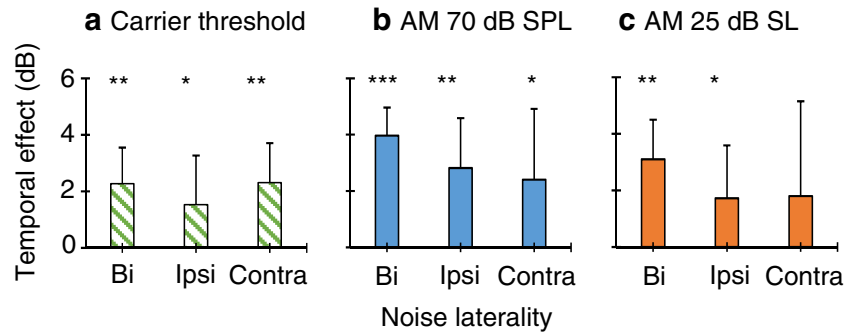 a Carrier threshold
b AM 70 dB SPL
c AM 25 dB SL
Temporal effect (dB)
6
4
2
0
** * **
*** ** *
** *
Bi Ipsi Contra
Bi Ipsi Contra
Bi Ipsi Contra
Noise laterality